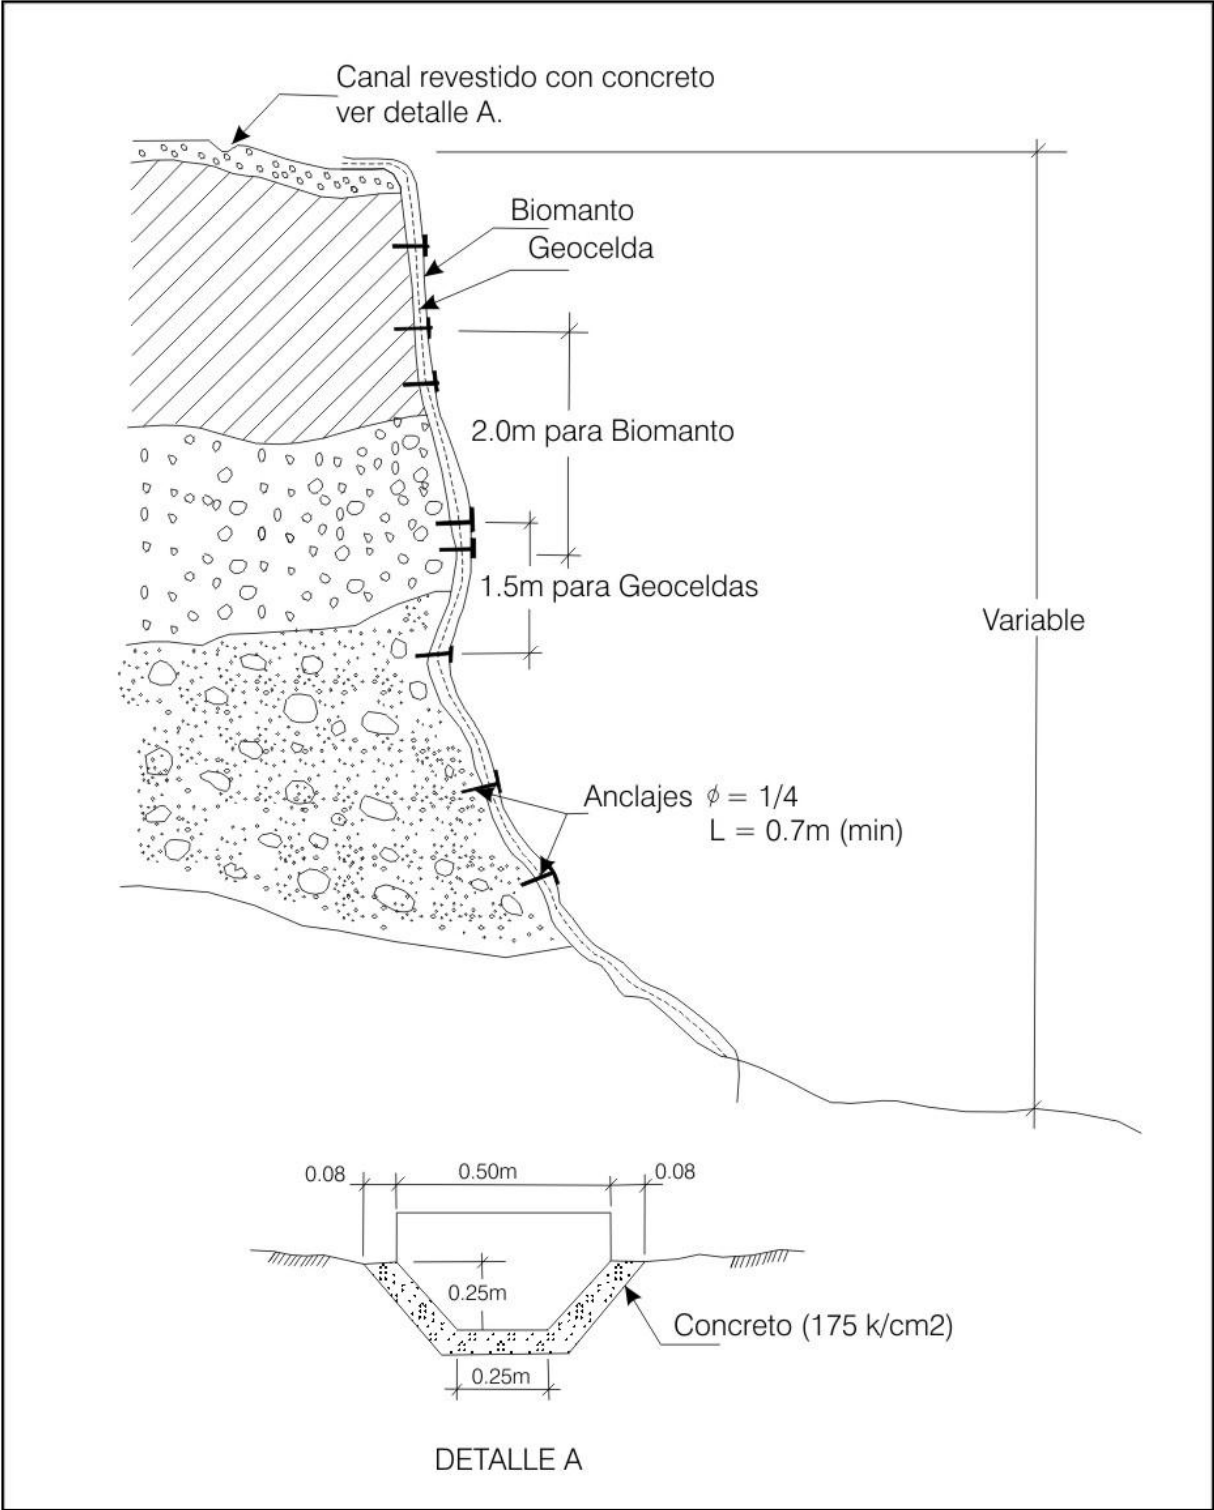 Canal revestido con concreto
ver detalle A.
Biomanto
Geocelda
2.0m para Biomanto
1.5m para Geoceldas
Variable
Anclajes ϕ = 1/4
L = 0.7m (min)
0.08
0.50m
0.08
0.25m
Concreto (175 k/cm2)
0.25m
DETALLE A